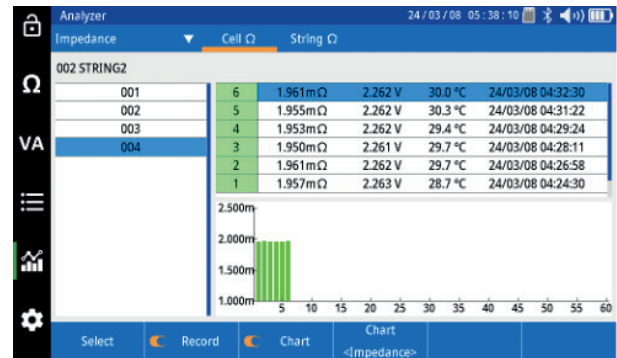 Analyzer 24/03/08 05:38:10
Impedance ▼ Cell Ω String Ω
002 STRING2
Ω
VA
001
002
003
004
6 1.961mΩ 2.262 V 30.0 ℃ 24/03/08 04:32:30
5 1.955mΩ 2.262 V 30.3 ℃ 24/03/08 04:31:22
4 1.953mΩ 2.262 V 29.4 ℃ 24/03/08 04:29:24
3 1.950mΩ 2.261 V 29.7 ℃ 24/03/08 04:28:11
2 1.961mΩ 2.262 V 29.7 ℃ 24/03/08 04:26:58
1 1.957mΩ 2.263 V 28.7 ℃ 24/03/08 04:24:30
2.500m
2.000m
1.500m
1.000m
5 10 15 20 25 30 35 40 45 50 55 60
Select Record Chart Chart
<Impedance>